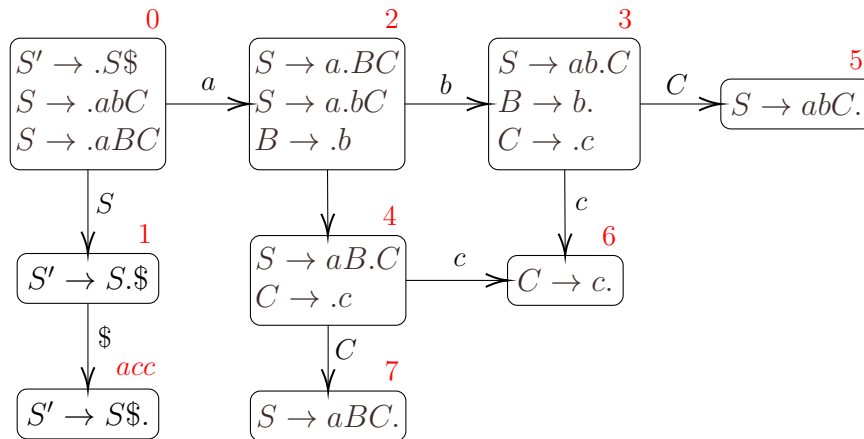 0
S′ → .S$
S → .abC
S → .aBC
a
2
S → a.BC
S → a.bC
B → .b
b
3
S → ab.C
B → b.
C → .c
C
5
S → abC.
S
c
1
S′ → S.$
4
S → aB.C
C → .c
c
6
C → c.
$
C
acc
S′ → S$.
7
S → aBC.